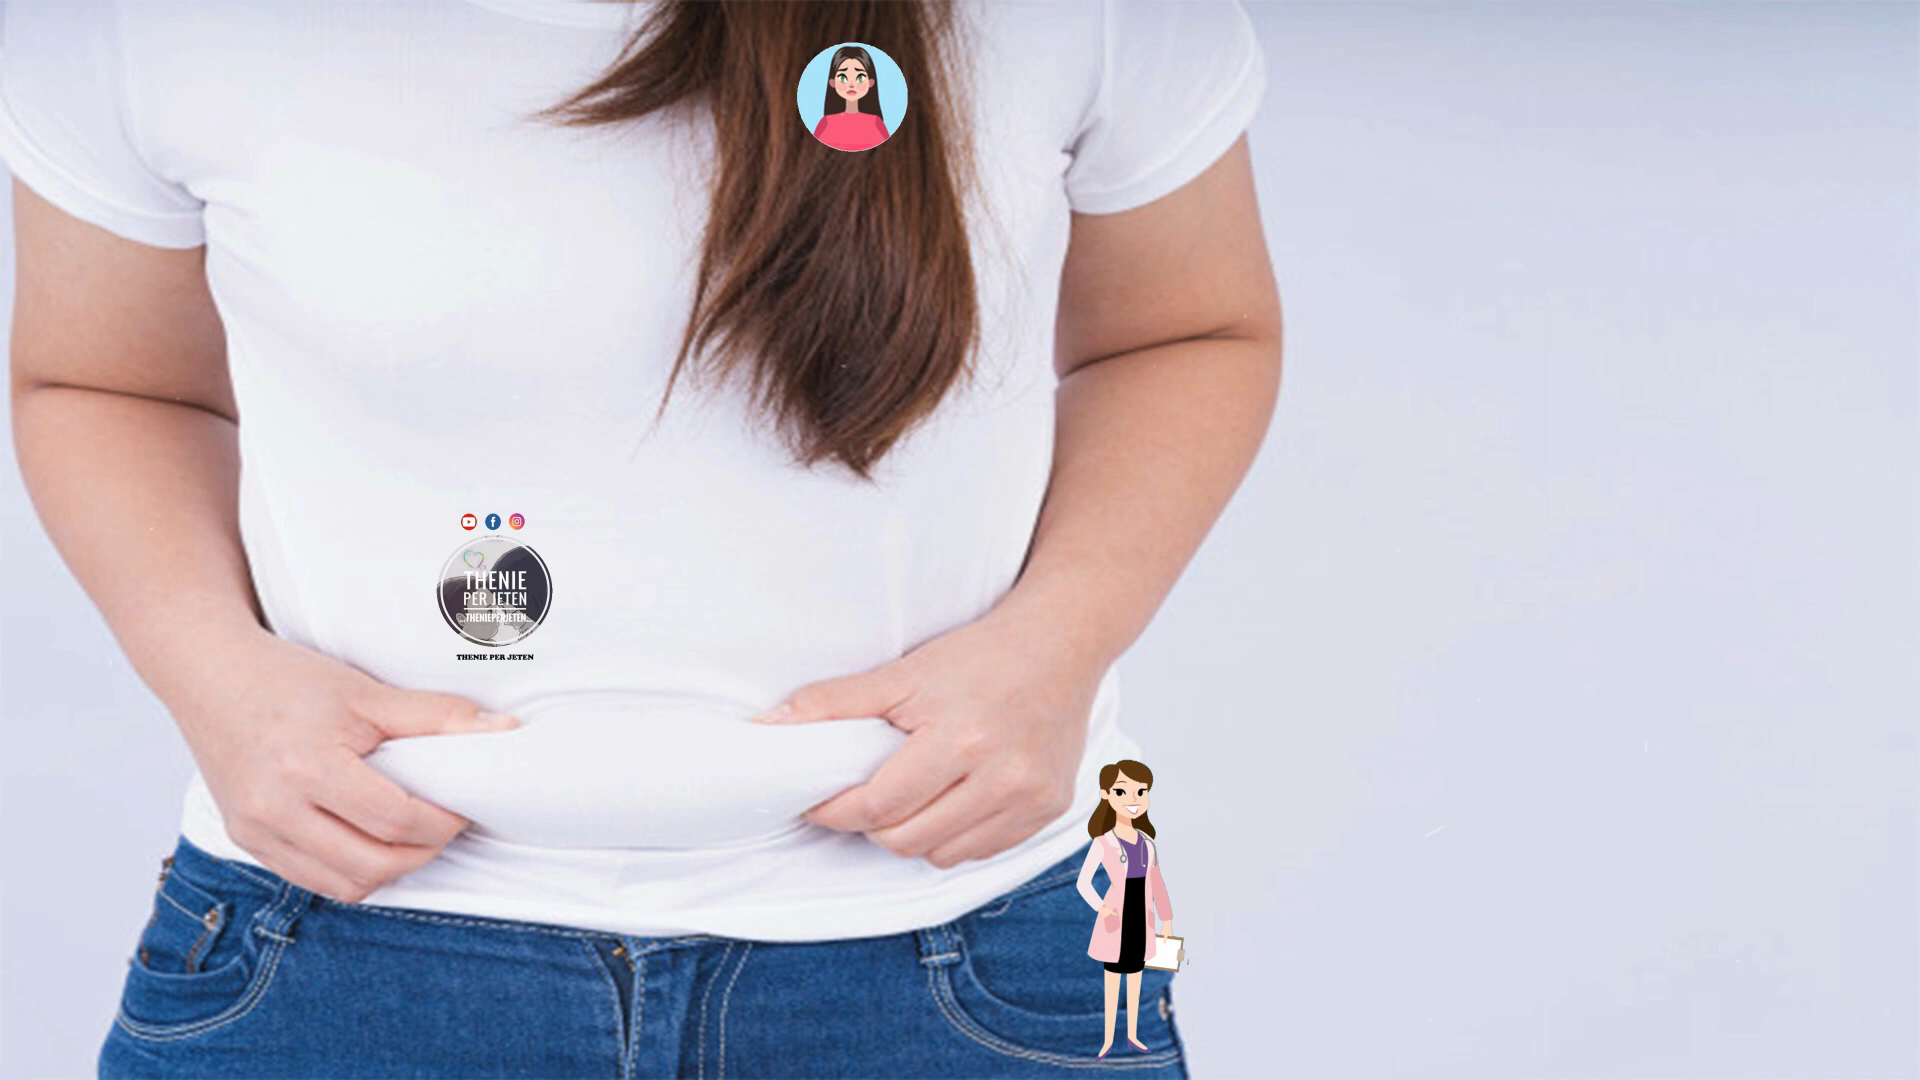 THENIE
PER JETEN
THENIEPERJETEN
THENIE PER JETEN